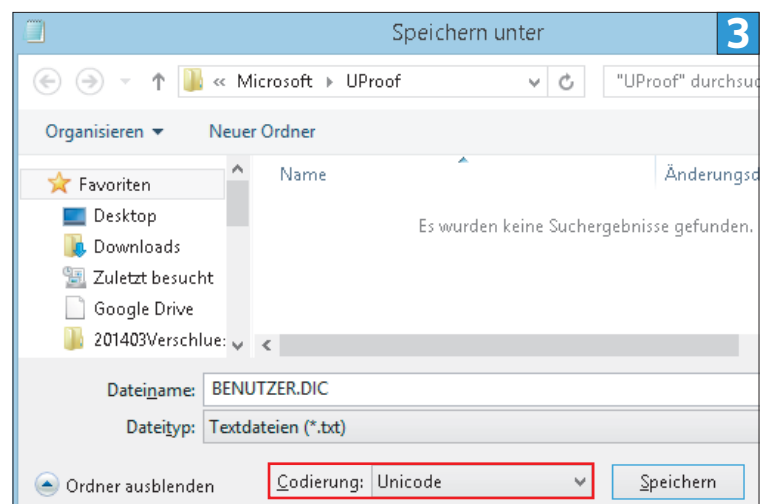 Speichern unter
3
« Microsoft ▸ UProof
"UProof" durchsuc
Organisieren ▾ Neuer Ordner
Favoriten
Desktop
Downloads
Zuletzt besucht
Google Drive
201403Verschlue:
Name Änderungsd
Es wurden keine Suchergebnisse gefunden.
Dateiname: BENUTZER.DIC
Dateityp: Textdateien (*.txt)
Ordner ausblenden Codierung: Unicode Speichern